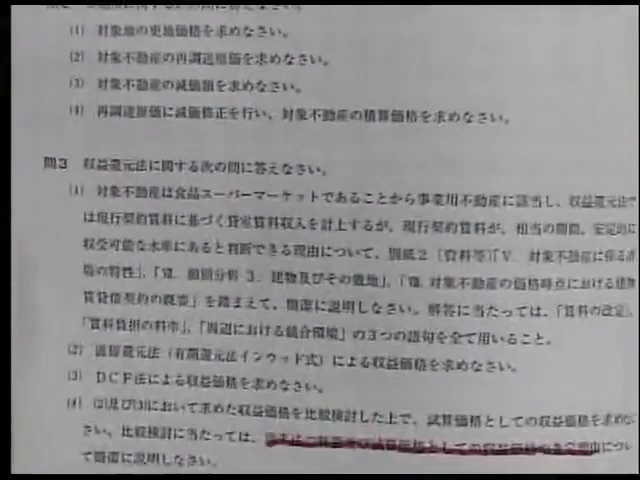 (1) 対象地の更地価格を求めなさい。
(2) 対象不動産の再調達原価を求めなさい。
(3) 対象不動産の減価額を求めなさい。
(4) 再調達原価に減価修正を行い、対象不動産の積算価格を求めなさい。
問3 収益還元法に関する次の問に答えなさい。
(1) 対象不動産は食品スーパーマーケットであることから事業用不動産に該当し、収益還元法で
は現行契約賃料に基づく貸室賃料収入を計上するが、現行契約賃料が、相当の期間、安定的に
収受可能な水準にあると判断できる理由について、別紙2〔資料等〕「Ⅴ. 対象不動産に係る市
場の特性」、「Ⅶ. 個別分析 3. 建物及びその敷地」、「Ⅷ. 対象不動産の価格時点における建物
賃貸借契約の概要」を踏まえて、簡潔に説明しなさい。解答に当たっては、「賃料の改定」、
「賃料負担の料率」、「周辺における競合環境」の3つの語句を全て用いること。
(2) 直接還元法（有期還元法インウッド式）による収益価格を求めなさい。
(3) DCF法による収益価格を求めなさい。
(4) (2)及び(3)において求めた収益価格を比較検討した上で、試算価格としての収益価格を求めな
さい。比較検討に当たっては、理由につい
て簡潔に説明しなさい。